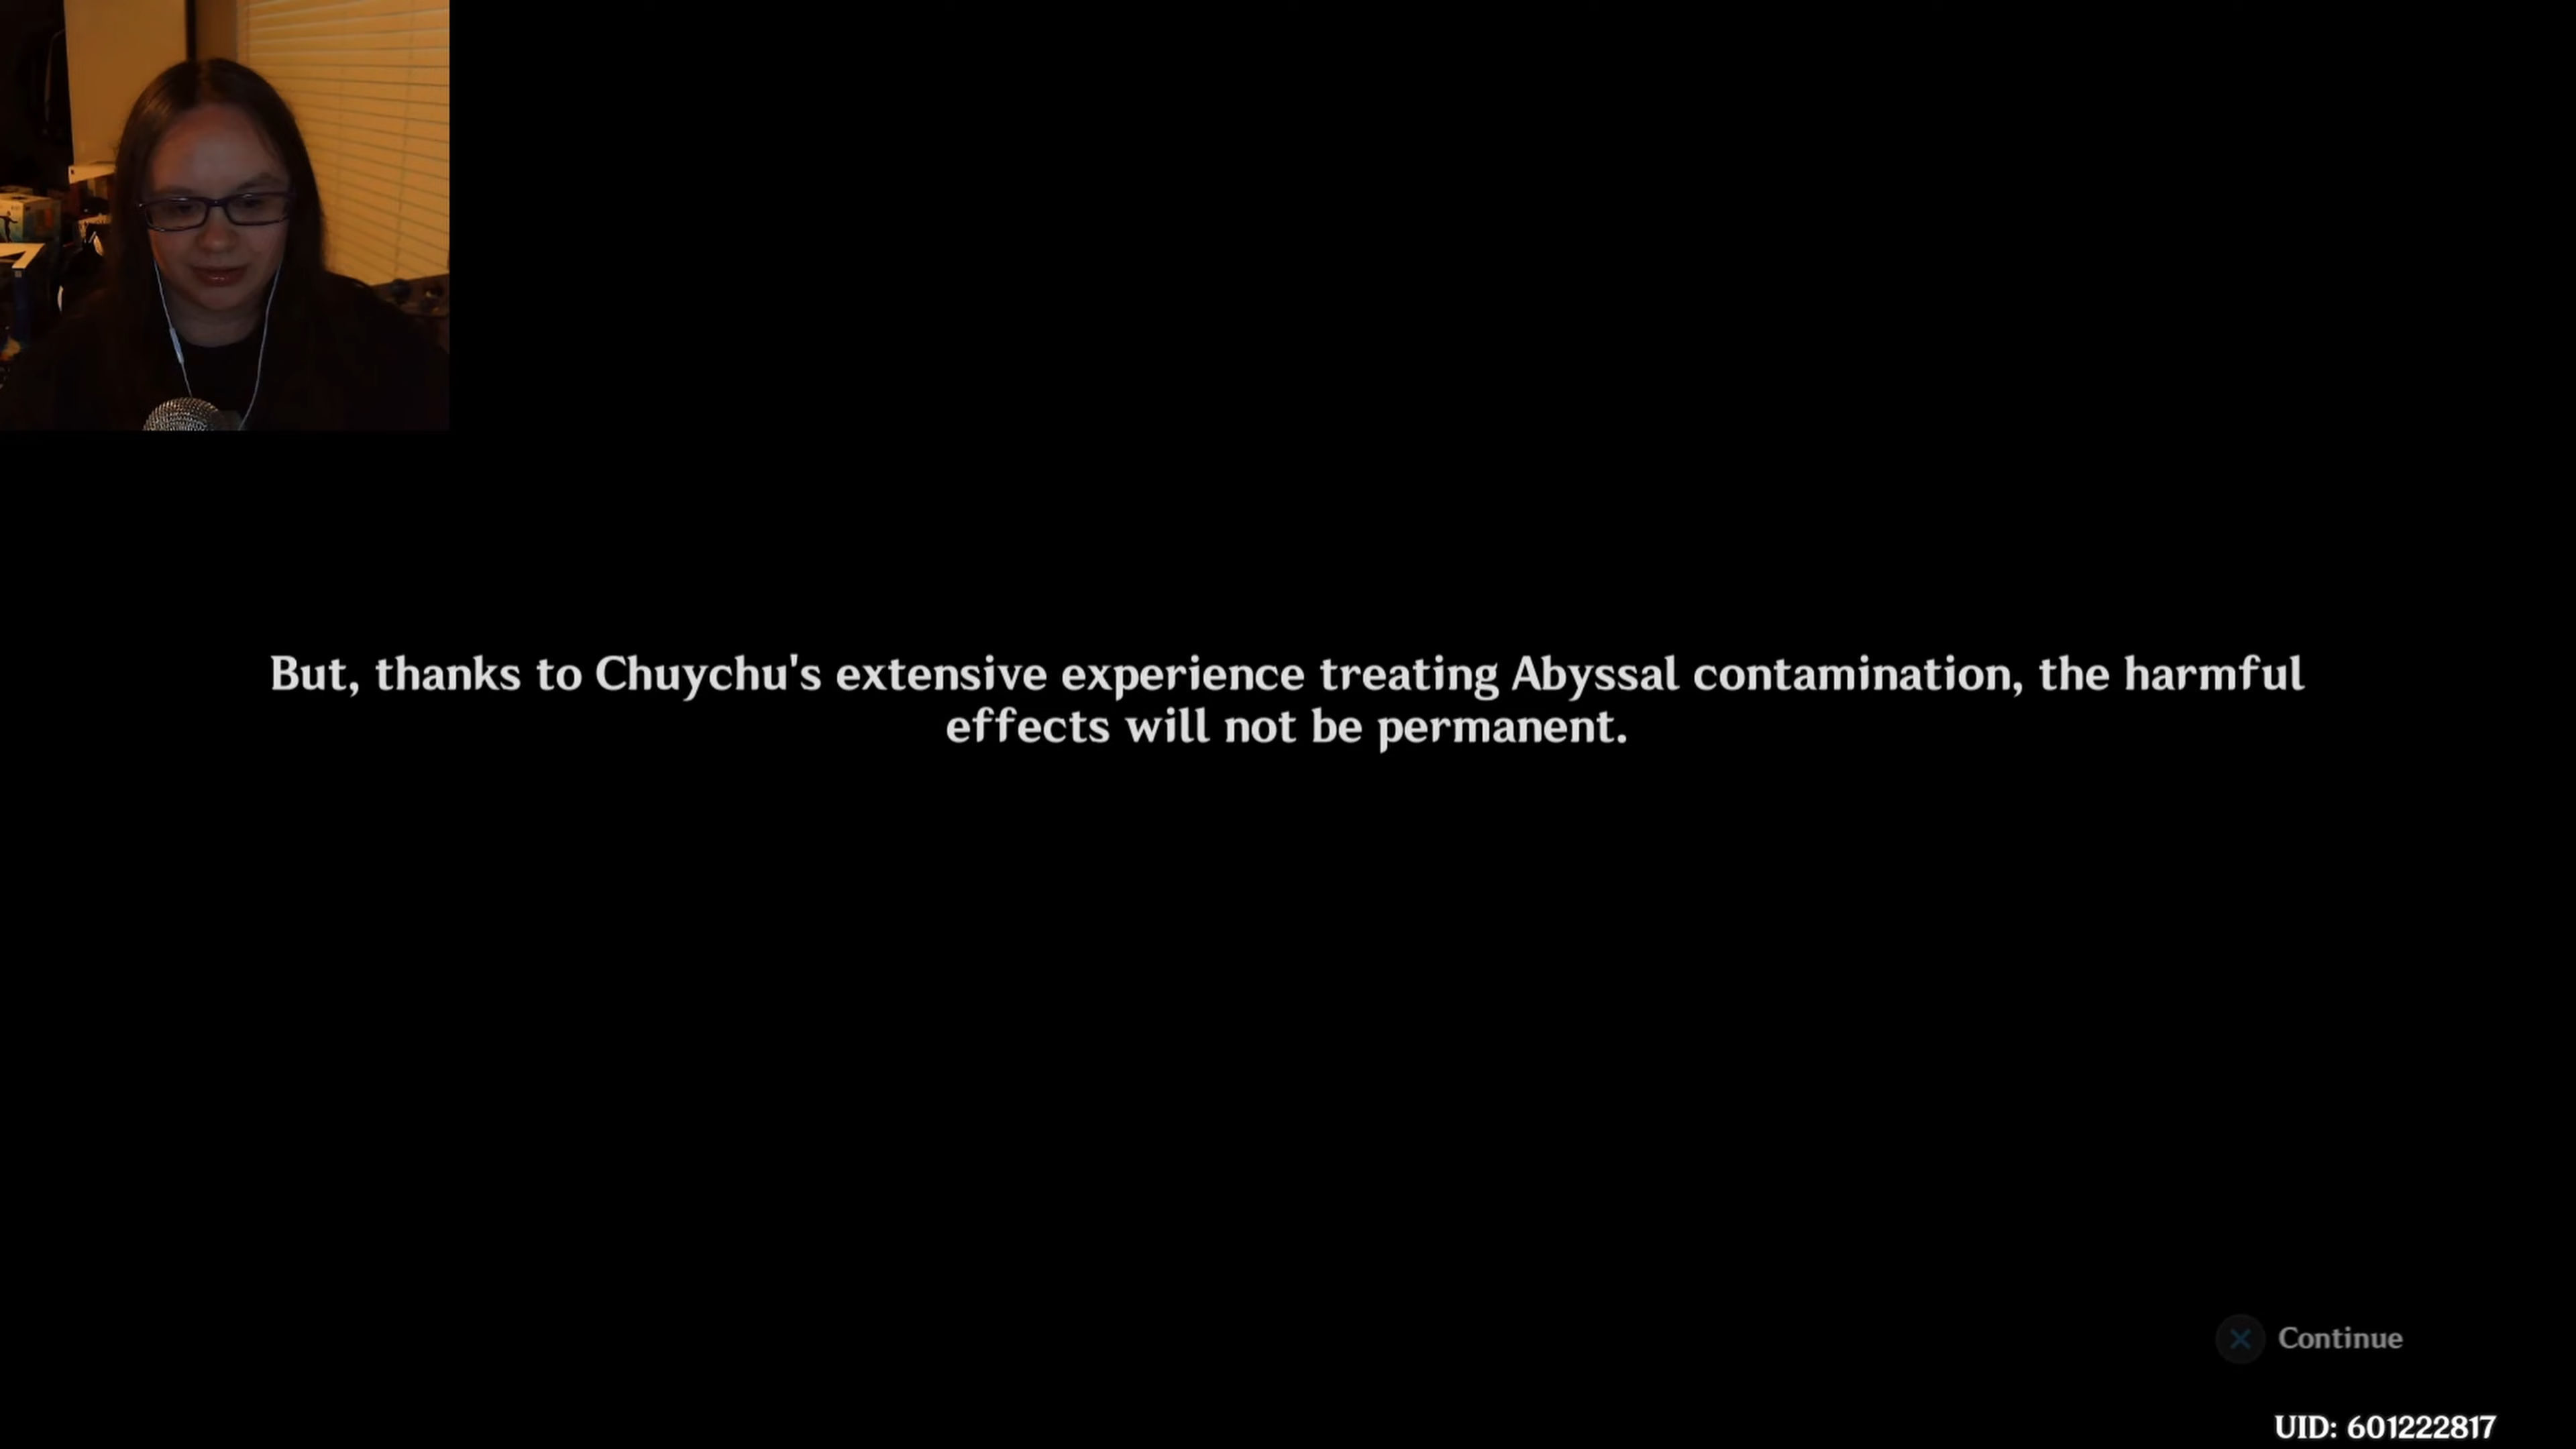 But, thanks to Chuychu's extensive experience treating Abyssal contamination, the harmful
effects will not be permanent.
Continue
UID: 601222817